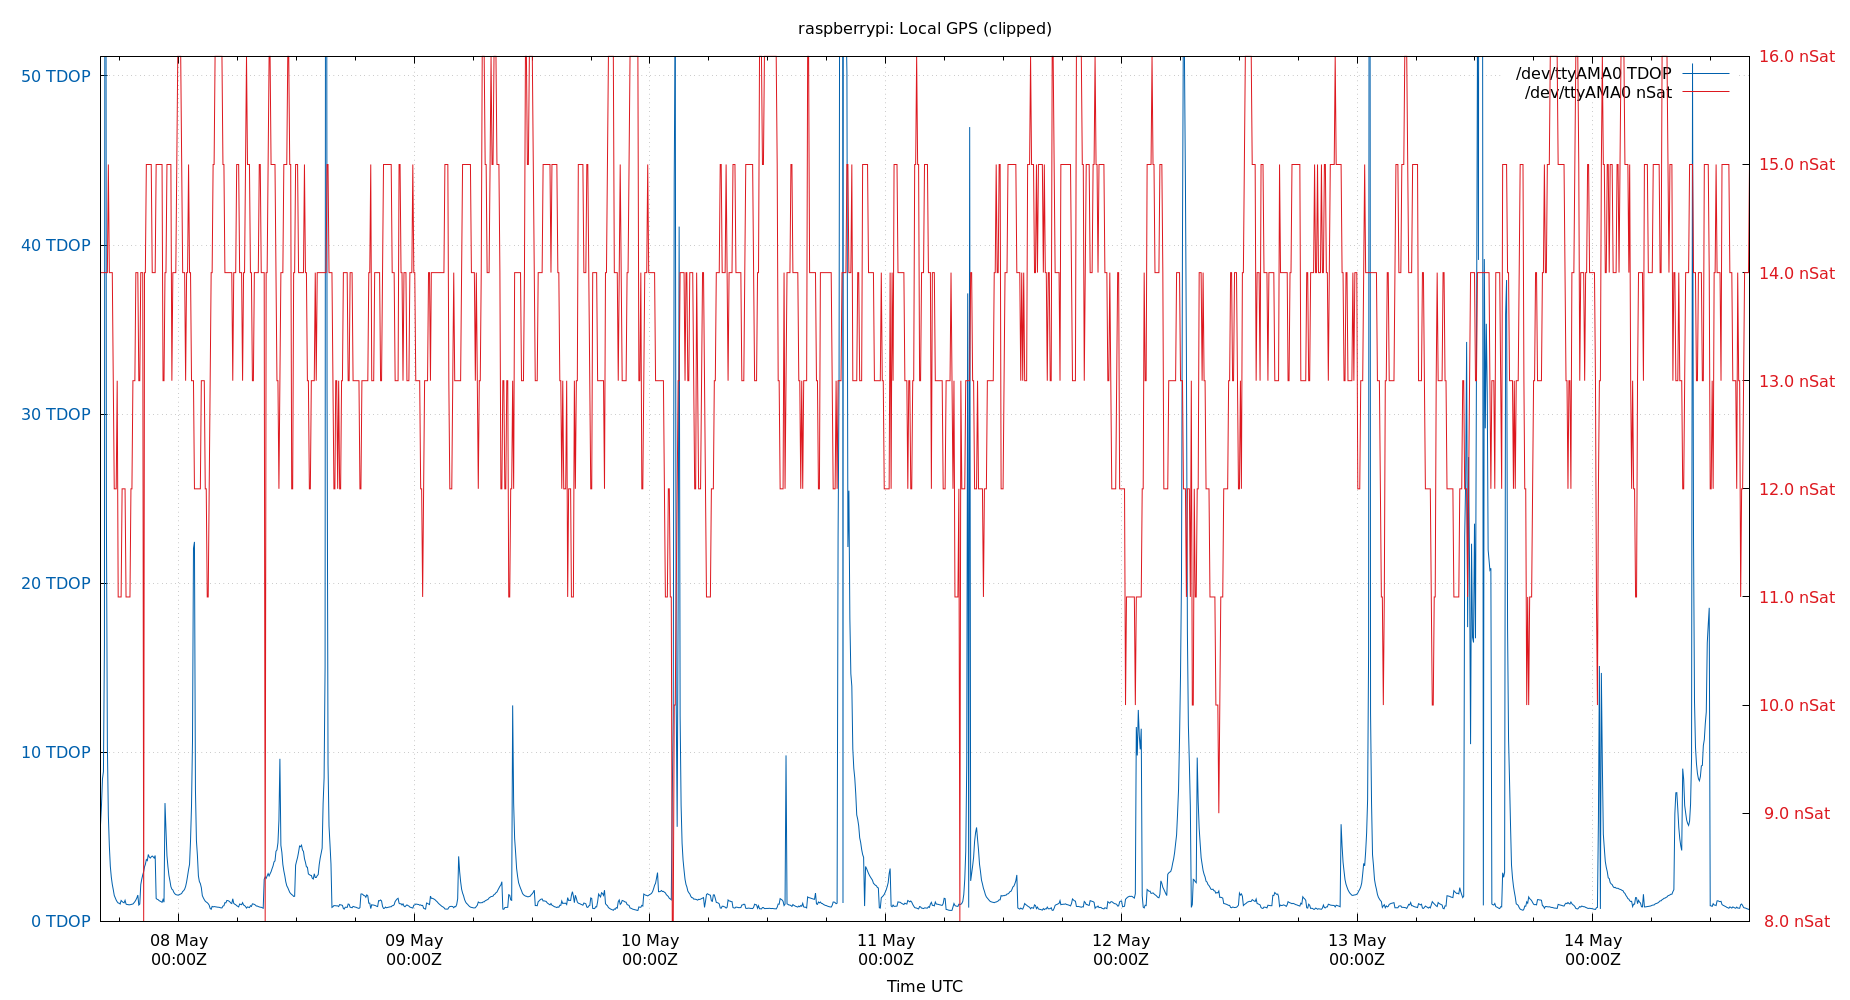 raspberrypi: Local GPS (clipped)
50 TDOP
40 TDOP
30 TDOP
20 TDOP
10 TDOP
0 TDOP
16.0 nSat
15.0 nSat
14.0 nSat
13.0 nSat
12.0 nSat
11.0 nSat
10.0 nSat
9.0 nSat
8.0 nSat
/dev/ttyAMA0 TDOP
/dev/ttyAMA0 nSat
08 May
00:00Z
09 May
00:00Z
10 May
00:00Z
11 May
00:00Z
12 May
00:00Z
13 May
00:00Z
14 May
00:00Z
Time UTC